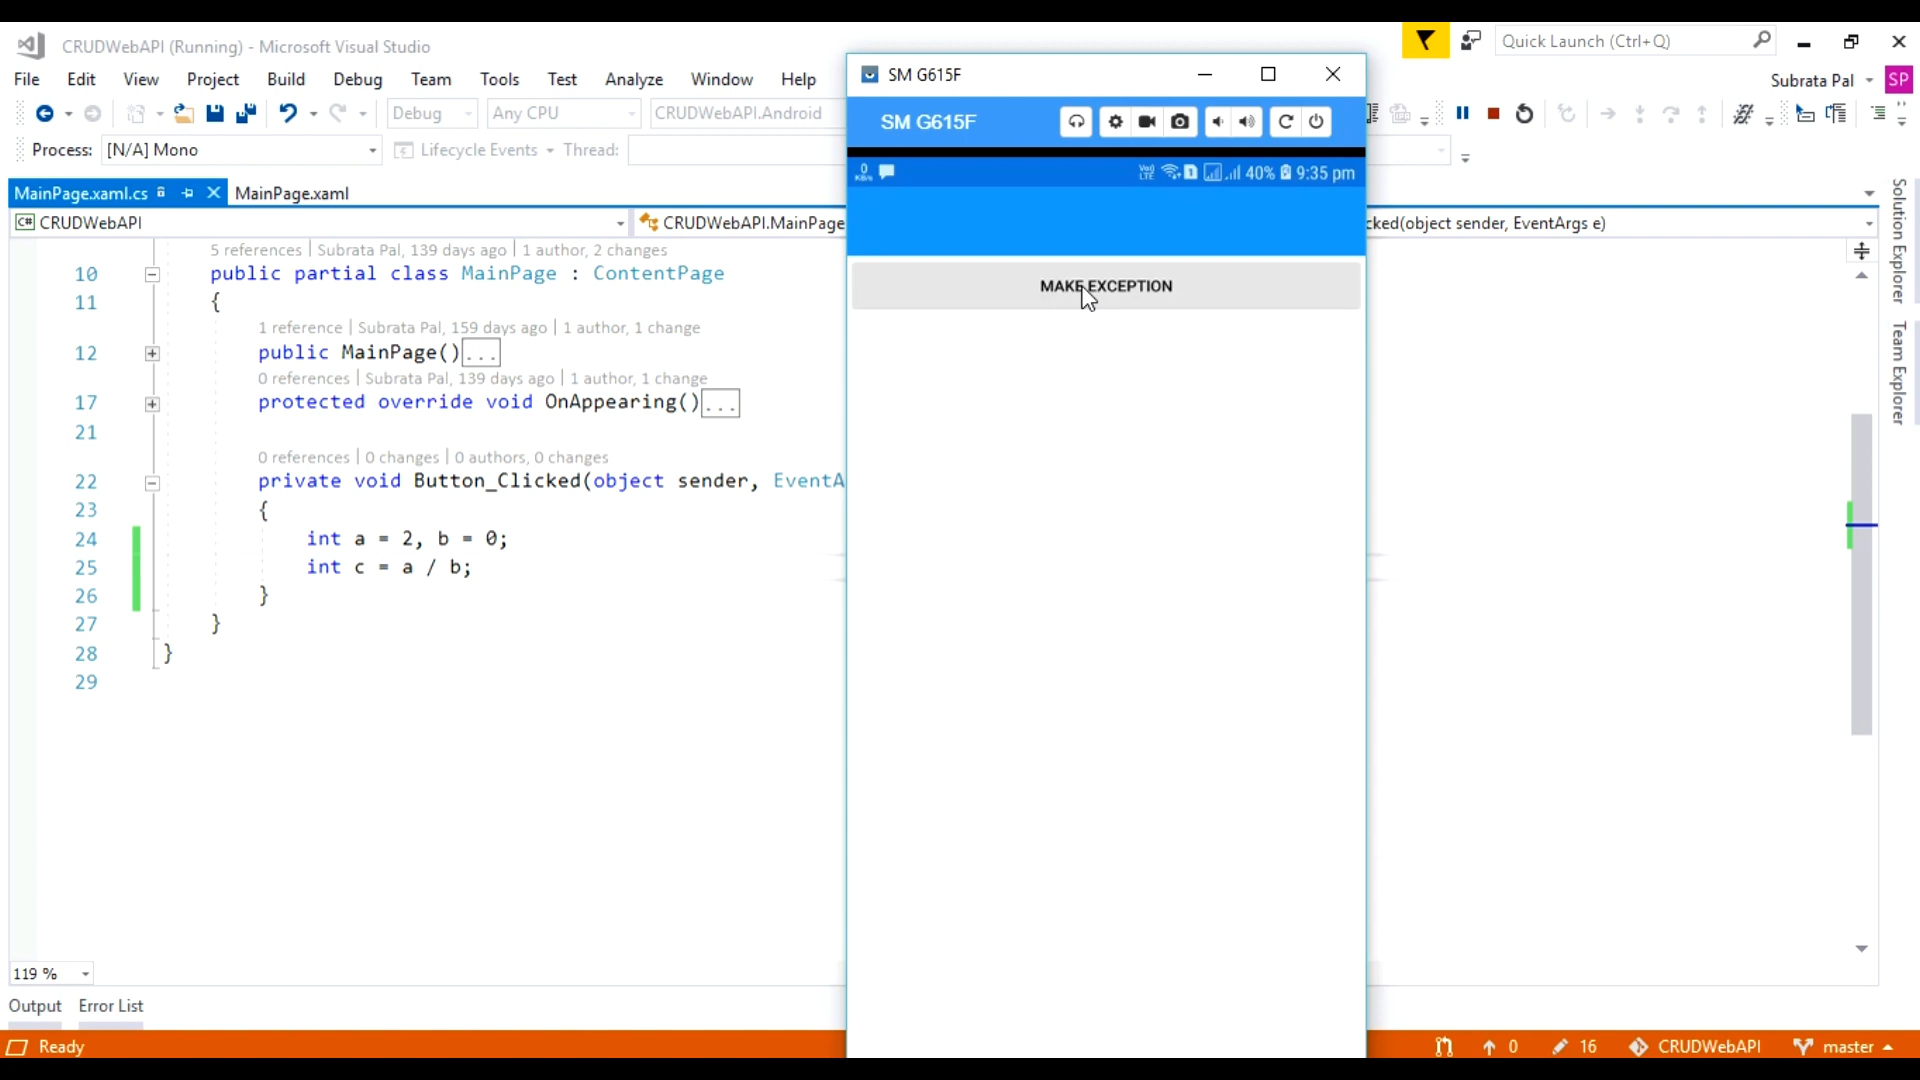 CRUDWebAPI (Running) - Microsoft Visual Studio
Quick Launch (Ctrl+Q)
File Edit View Project Build Debug Team Tools Test Analyze Window Help
Subrata Pal SP
Debug Any CPU CRUDWebAPI.Android
Process: [N/A] Mono Lifecycle Events Thread:
MainPage.xaml.cs MainPage.xaml
C# CRUDWebAPI CRUDWebAPI.MainPage cked(object sender, EventArgs e)
5 references | Subrata Pal, 139 days ago | 1 author, 2 changes
10 public partial class MainPage : ContentPage
11 {
1 reference | Subrata Pal, 159 days ago | 1 author, 1 change
12 public MainPage()...
0 references | Subrata Pal, 139 days ago | 1 author, 1 change
17 protected override void OnAppearing()...
21
0 references | 0 changes | 0 authors, 0 changes
22 private void Button_Clicked(object sender, EventA
23 {
24 int a = 2, b = 0;
25 int c = a / b;
26 }
27 }
28 }
29
119 %
Output Error List
Ready
0 16 CRUDWebAPI master
SM G615F
SM G615F
0 KB/s VoLTE 1 40% 9:35 pm
MAKE EXCEPTION
Solution Explorer
Team Explorer